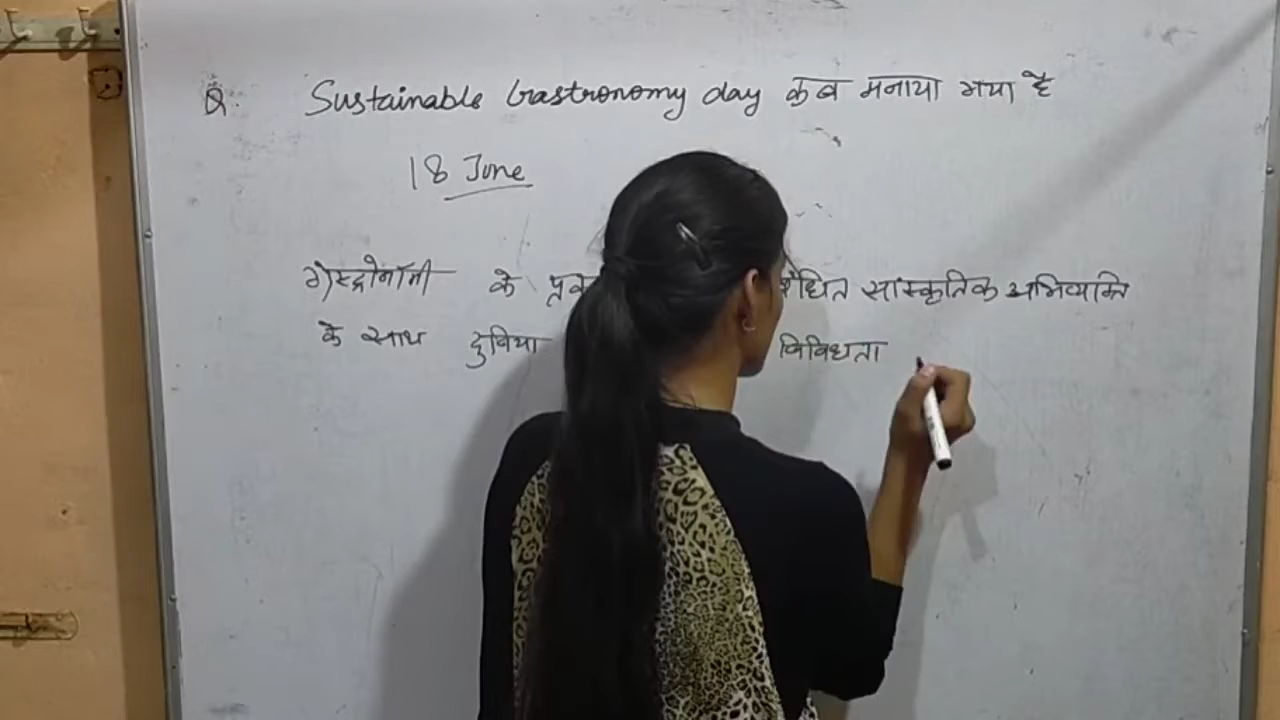 Q. Sustainable Gastronomy day कब मनाया गया है
18 June
गेस्ट्रोनॉमी के संधित सांस्कृतिक अभिव्यक्ति
के साथ दुनिया विविधता